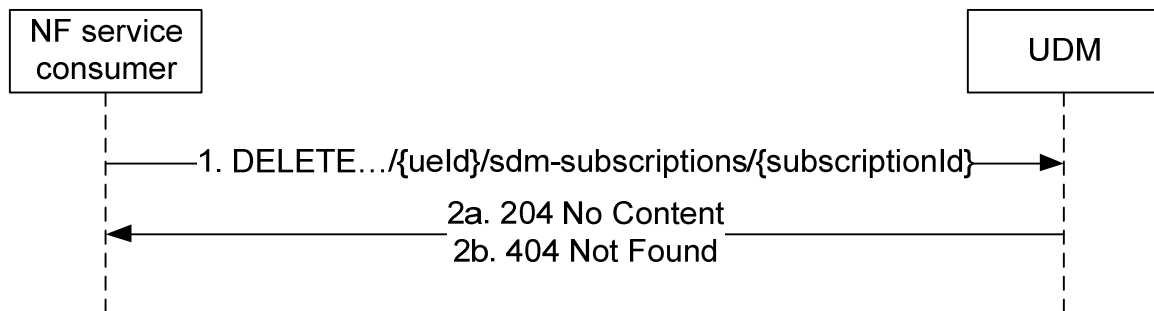 NF service
consumer
UDM
1. DELETE…/{ueId}/sdm-subscriptions/{subscriptionId}
2a. 204 No Content
2b. 404 Not Found